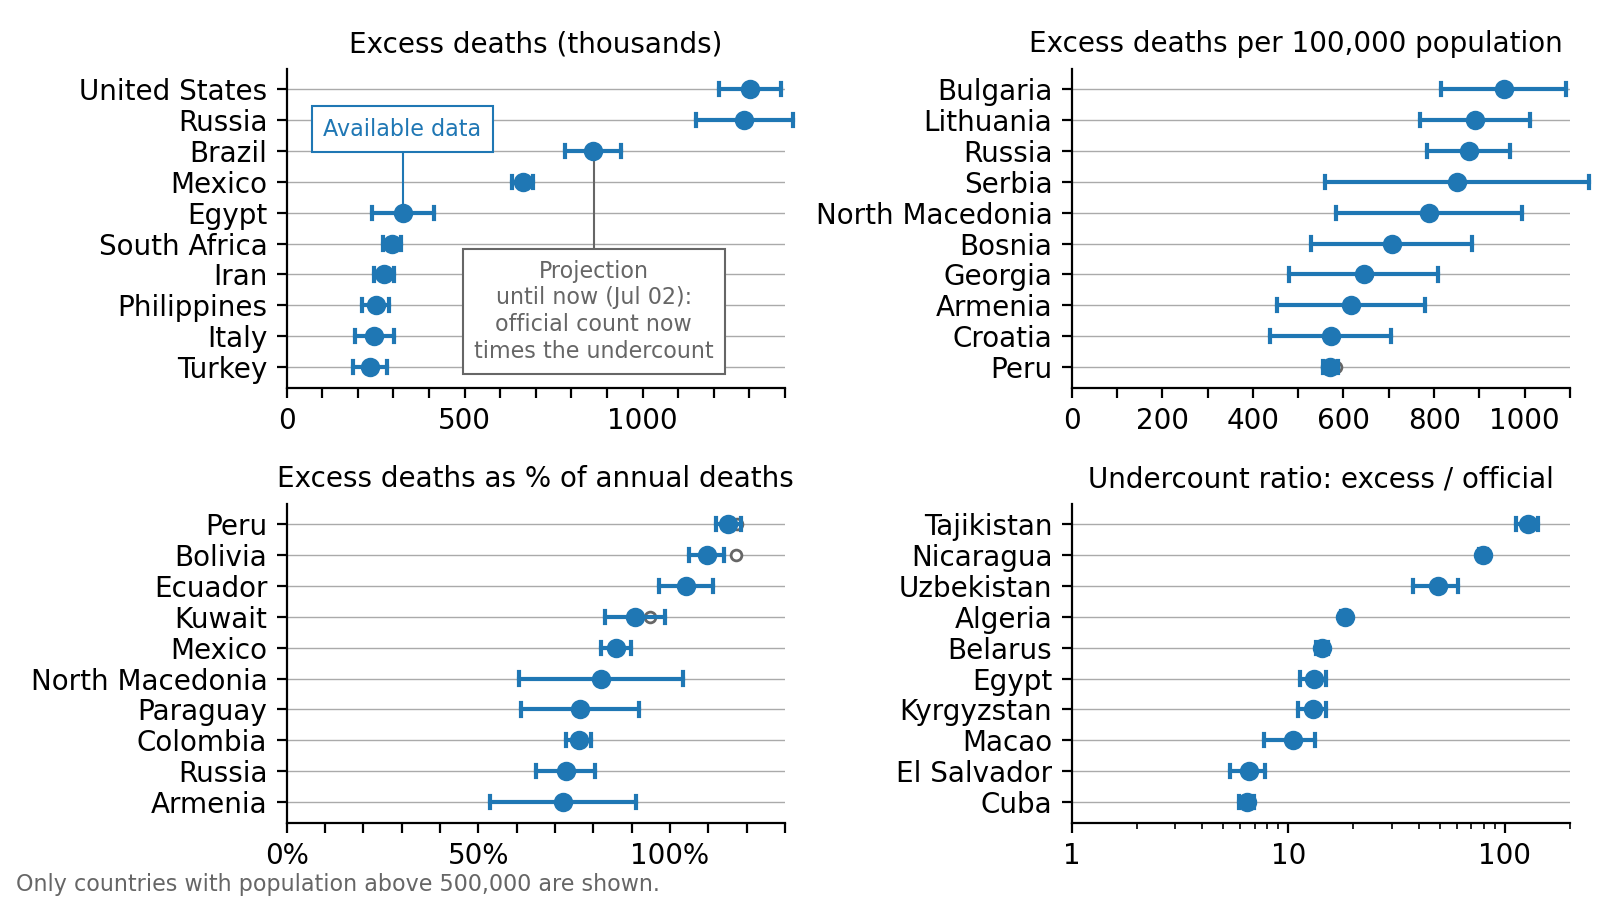 Excess deaths (thousands)
United States
Russia
Brazil
Mexico
Egypt
South Africa
Iran
Philippines
Italy
Turkey
Available data
Projection
until now (Jul 02):
official count now
times the undercount
0 500 1000
Excess deaths per 100,000 population
Bulgaria
Lithuania
Russia
Serbia
North Macedonia
Bosnia
Georgia
Armenia
Croatia
Peru
0 200 400 600 800 1000
Excess deaths as % of annual deaths
Peru
Bolivia
Ecuador
Kuwait
Mexico
North Macedonia
Paraguay
Colombia
Russia
Armenia
0% 50% 100%
Undercount ratio: excess / official
Tajikistan
Nicaragua
Uzbekistan
Algeria
Belarus
Egypt
Kyrgyzstan
Macao
El Salvador
Cuba
1 10 100
Only countries with population above 500,000 are shown.